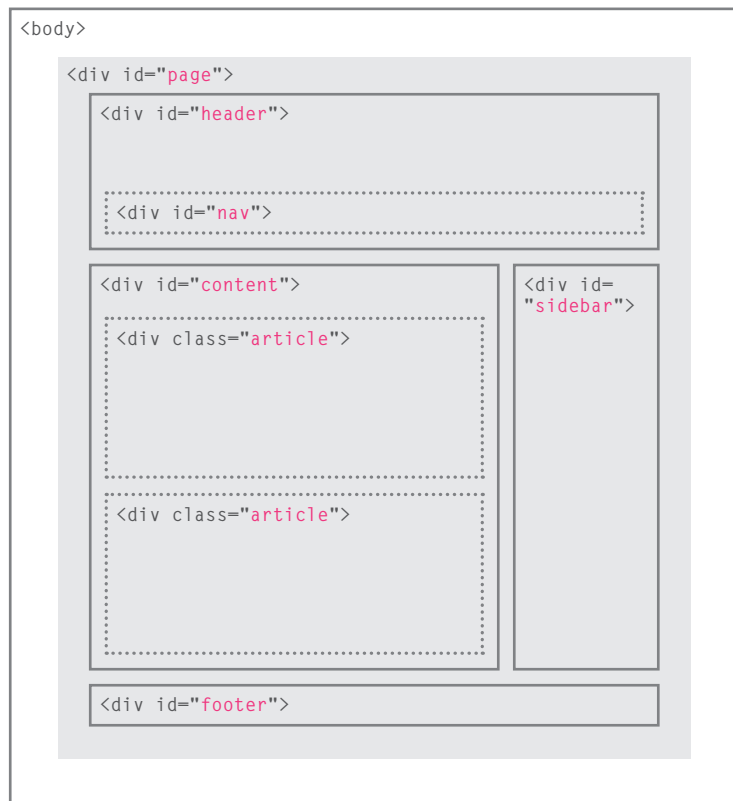 <body>
<div id="page">
<div id="header">
<div id="nav">
<div id="content">
<div id=
"sidebar">
<div class="article">
<div class="article">
<div id="footer">